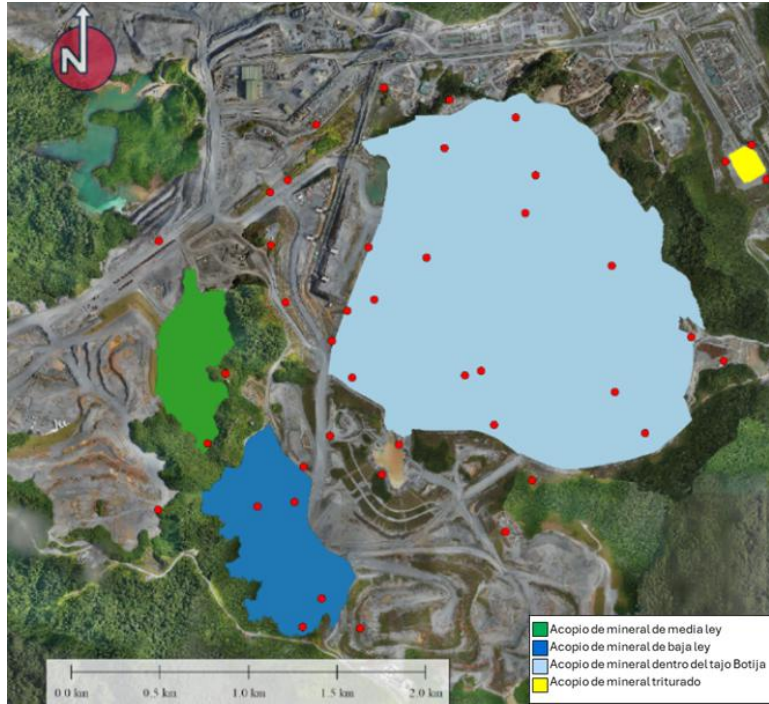 N
Acopio de mineral de media ley
Acopio de mineral de baja ley
Acopio de mineral dentro del tajo Botija
Acopio de mineral triturado
0 0 km 0.5 km 1.0 km 1.5 km 2.0 km